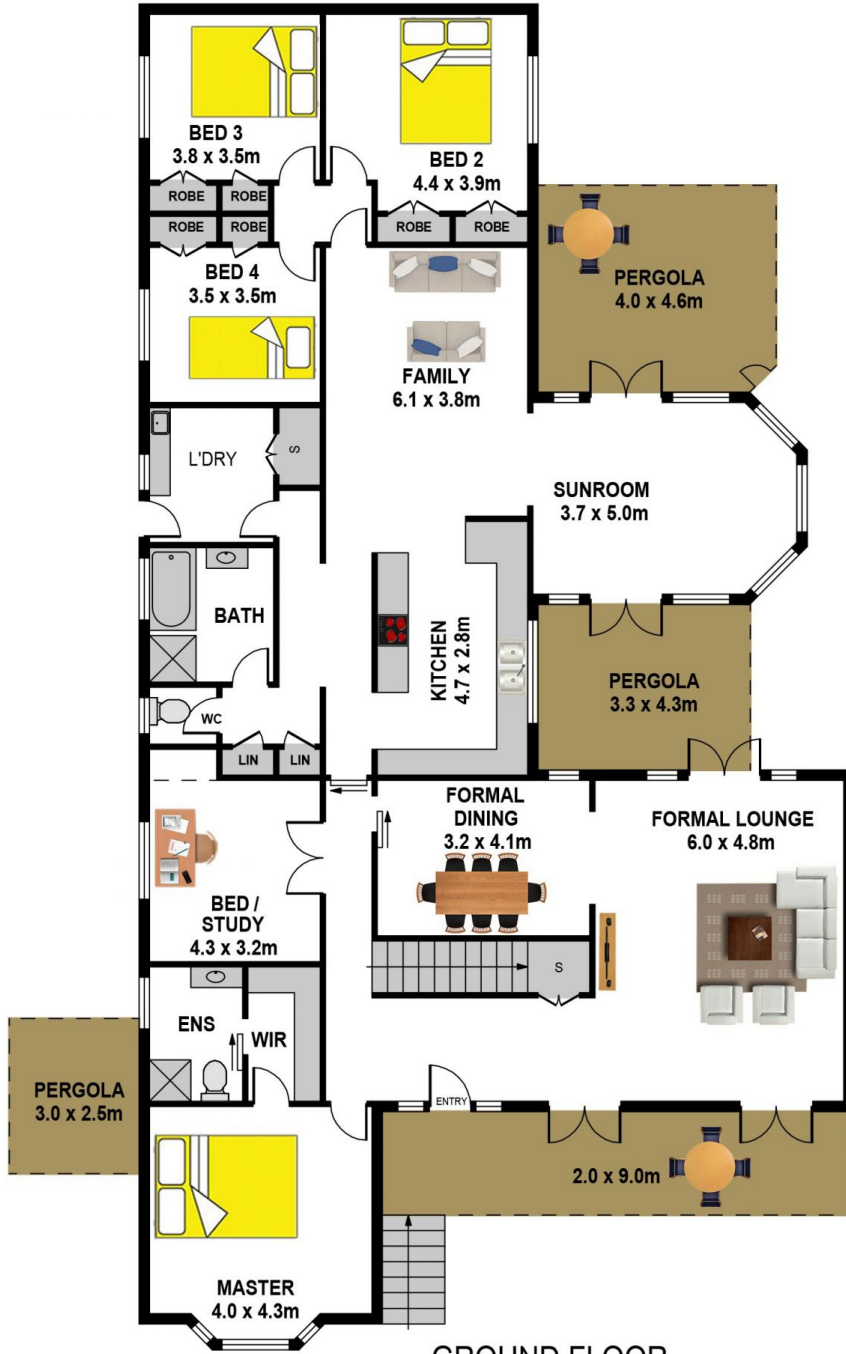 BED 3
3.8 x 3.5m
BED 2
4.4 x 3.9m
ROBE
ROBE
ROBE
ROBE
ROBE
ROBE
BED 4
3.5 x 3.5m
PERGOLA
4.0 x 4.6m
FAMILY
6.1 x 3.8m
L'DRY
S
SUNROOM
3.7 x 5.0m
BATH
KITCHEN
4.7 x 2.8m
WC
LIN
LIN
PERGOLA
3.3 x 4.3m
FORMAL
DINING
3.2 x 4.1m
FORMAL LOUNGE
6.0 x 4.8m
BED /
STUDY
4.3 x 3.2m
S
ENS
WIR
PERGOLA
3.0 x 2.5m
ENTRY
2.0 x 9.0m
MASTER
4.0 x 4.3m
GROUND FLOOR